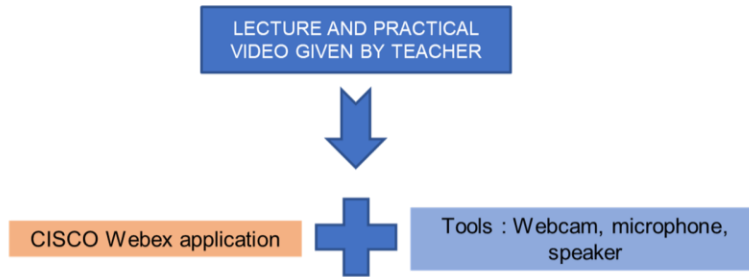 LECTURE AND PRACTICAL
VIDEO GIVEN BY TEACHER
CISCO Webex application
Tools : Webcam, microphone,
speaker